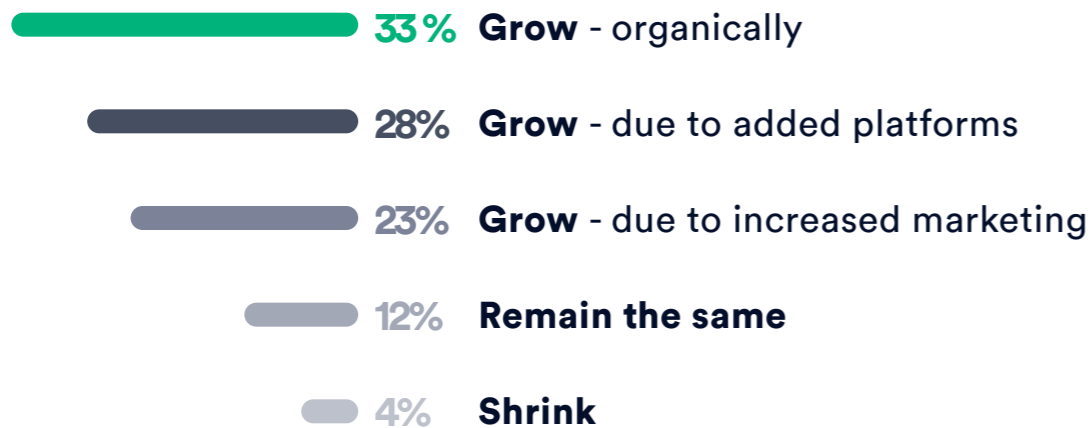 33% Grow - organically
28% Grow - due to added platforms
23% Grow - due to increased marketing
12% Remain the same
4% Shrink